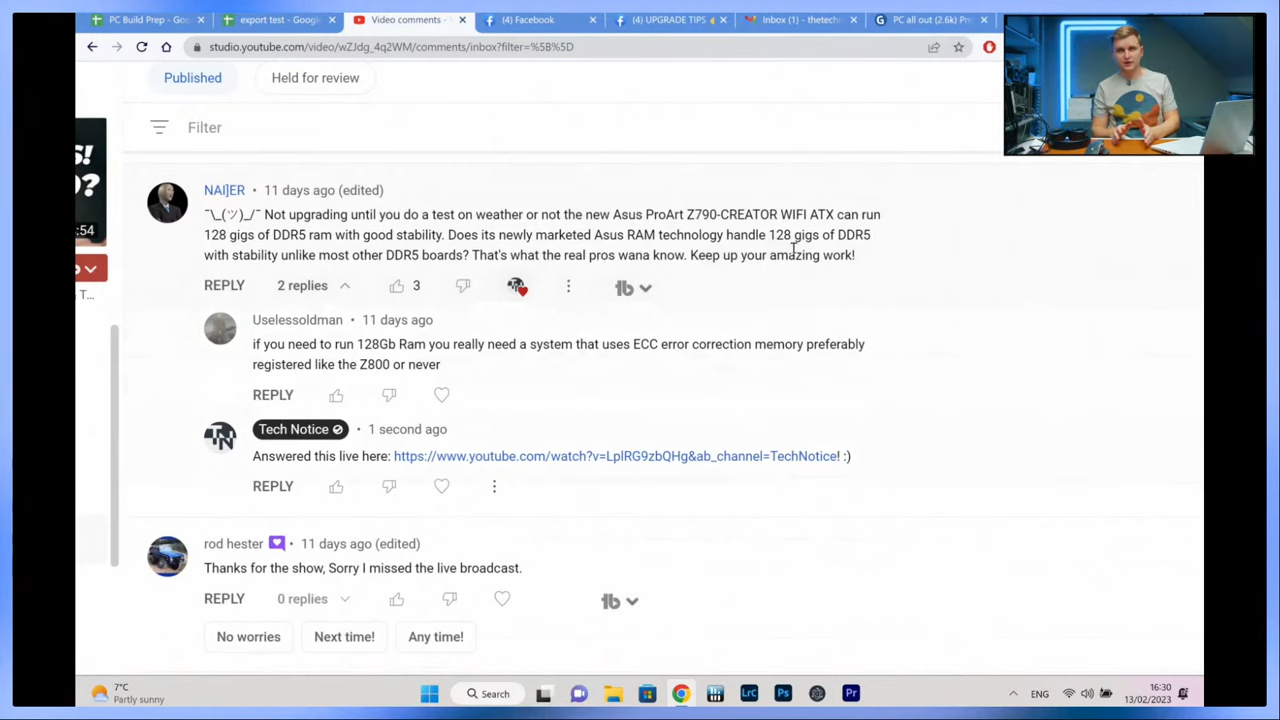 PC Build Prep - Goo
export test - Google
Video comments -
(4) Facebook
(4) UPGRADE TIPS
Inbox (1) - thetechn
PC all out (2.6k) Pr
studio.youtube.com/video/wZJdg_4q2WM/comments/inbox?filter=%5B%5D
Published
Held for review
Filter
S!
O?
:54
T...
NAI]ER • 11 days ago (edited)
¯\_(ツ)_/¯ Not upgrading until you do a test on weather or not the new Asus ProArt Z790-CREATOR WIFI ATX can run
128 gigs of DDR5 ram with good stability. Does its newly marketed Asus RAM technology handle 128 gigs of DDR5
with stability unlike most other DDR5 boards? That's what the real pros wana know. Keep up your amazing work!
REPLY 2 replies 3
Uselessoldman • 11 days ago
if you need to run 128Gb Ram you really need a system that uses ECC error correction memory preferably
registered like the Z800 or never
REPLY
TN
Tech Notice • 1 second ago
Answered this live here: https://www.youtube.com/watch?v=LplRG9zbQHg&ab_channel=TechNotice! :)
REPLY
rod hester • 11 days ago (edited)
Thanks for the show, Sorry I missed the live broadcast.
REPLY 0 replies
No worries
Next time!
Any time!
7°C
Partly sunny
Search
LrC
Ps
Pr
ENG
16:30
13/02/2023